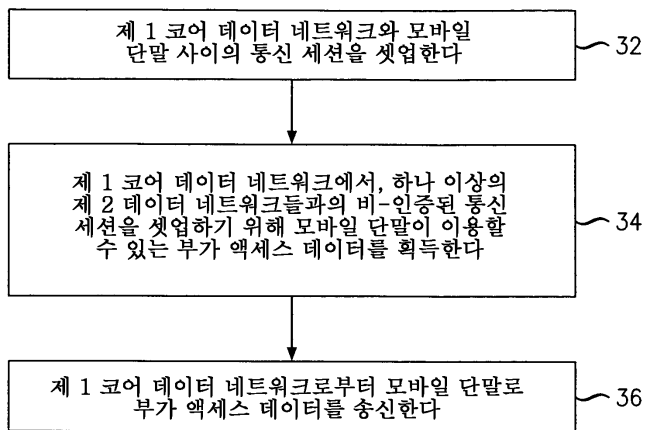 제 1 코어 데이터 네트워크와 모바일
단말 사이의 통신 세션을 셋업한다
32
제 1 코어 데이터 네트워크에서, 하나 이상의
제 2 데이터 네트워크들과의 비-인증된 통신
세션을 셋업하기 위해 모바일 단말이 이용할
수 있는 부가 액세스 데이터를 획득한다
34
제 1 코어 데이터 네트워크로부터 모바일 단말로
부가 액세스 데이터를 송신한다
36